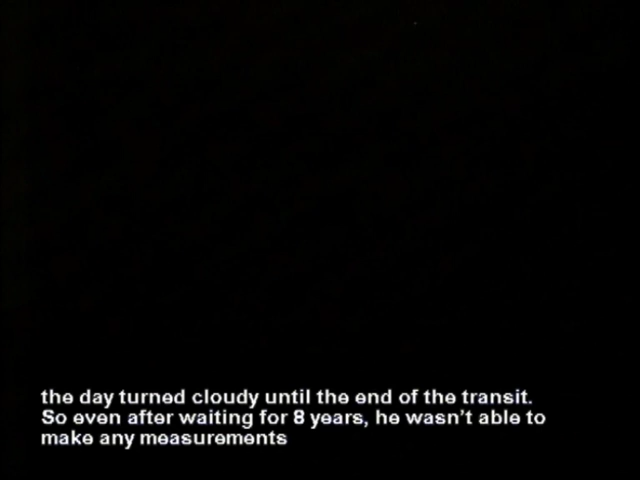 the day turned cloudy until the end of the transit.
So even after waiting for 8 years, he wasn't able to
make any measurements